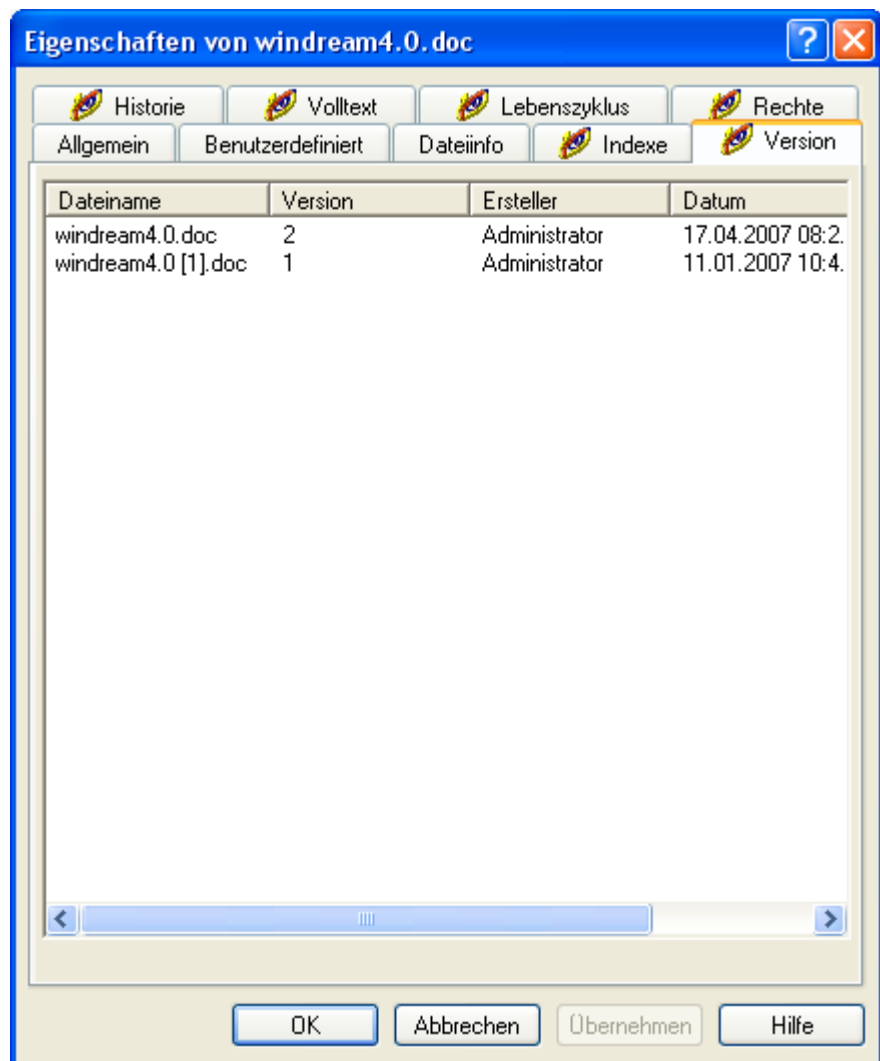 Eigenschaften von windream4.0.doc
Historie Volltext Lebenszyklus Rechte
Allgemein Benutzerdefiniert Dateiinfo Indexe Version
Dateiname Version Ersteller Datum
windream4.0.doc 2 Administrator 17.04.2007 08:2.
windream4.0 [1].doc 1 Administrator 11.01.2007 10:4.
OK Abbrechen Übernehmen Hilfe